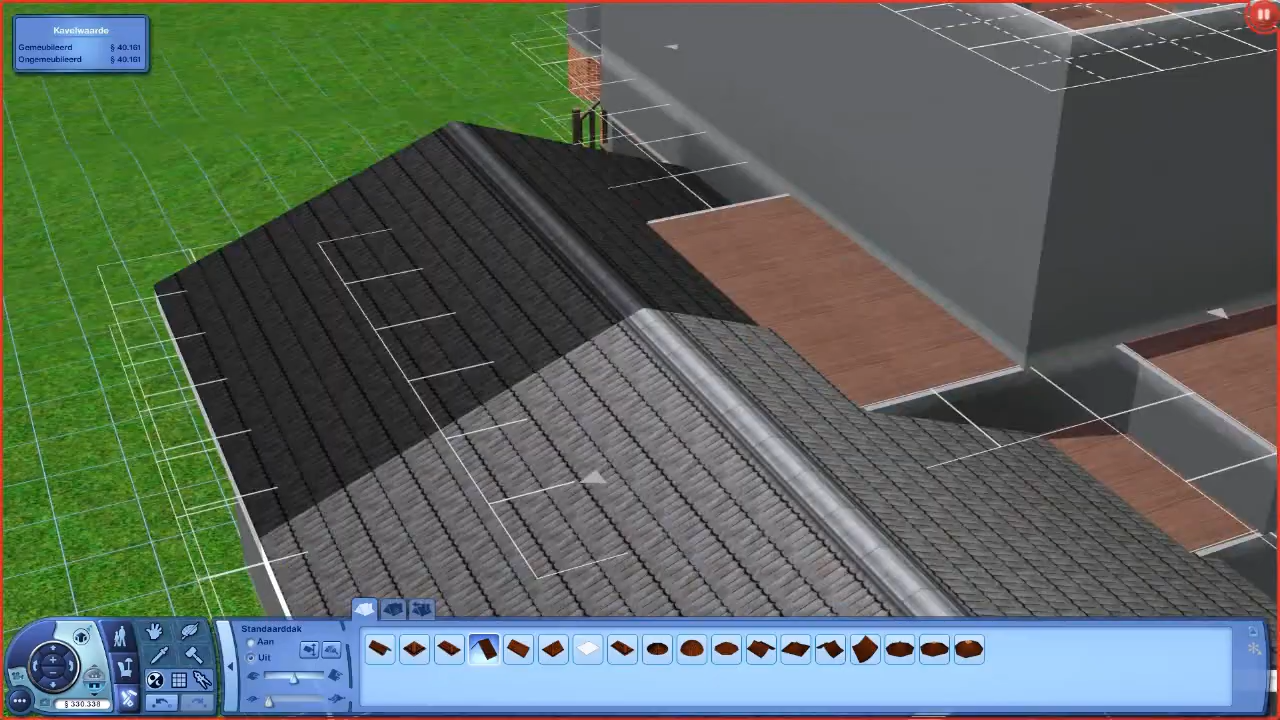 Kavelwaarde
Gemeubileerd § 40.161
Ongemeubileerd § 40.161
Standaarddak
Aan
Uit
§ 330.338